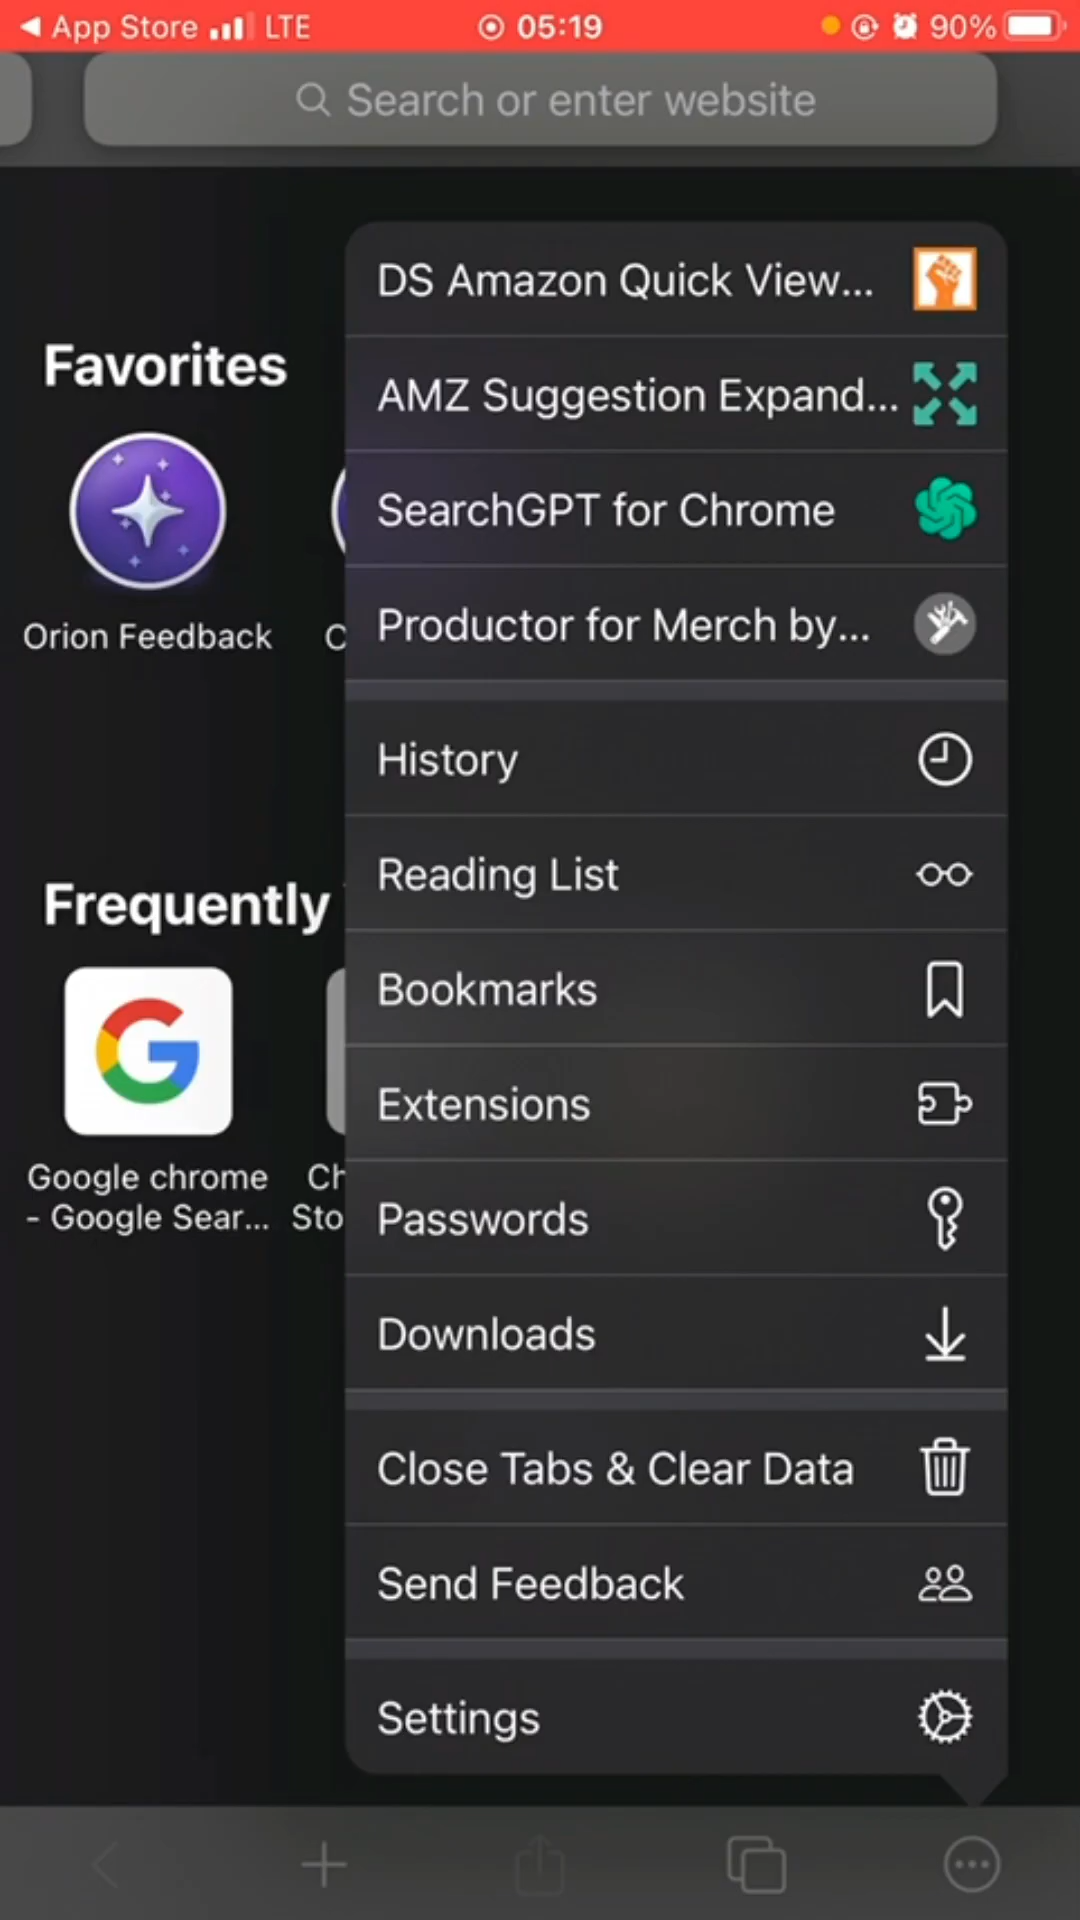 App Store LTE 05:19 90%
Search or enter website
DS Amazon Quick View...
AMZ Suggestion Expand...
SearchGPT for Chrome
Productor for Merch by...
History
Reading List
Bookmarks
Extensions
Passwords
Downloads
Close Tabs & Clear Data
Send Feedback
Settings
Favorites
Orion Feedback
Frequently
Google chrome
- Google Sear...